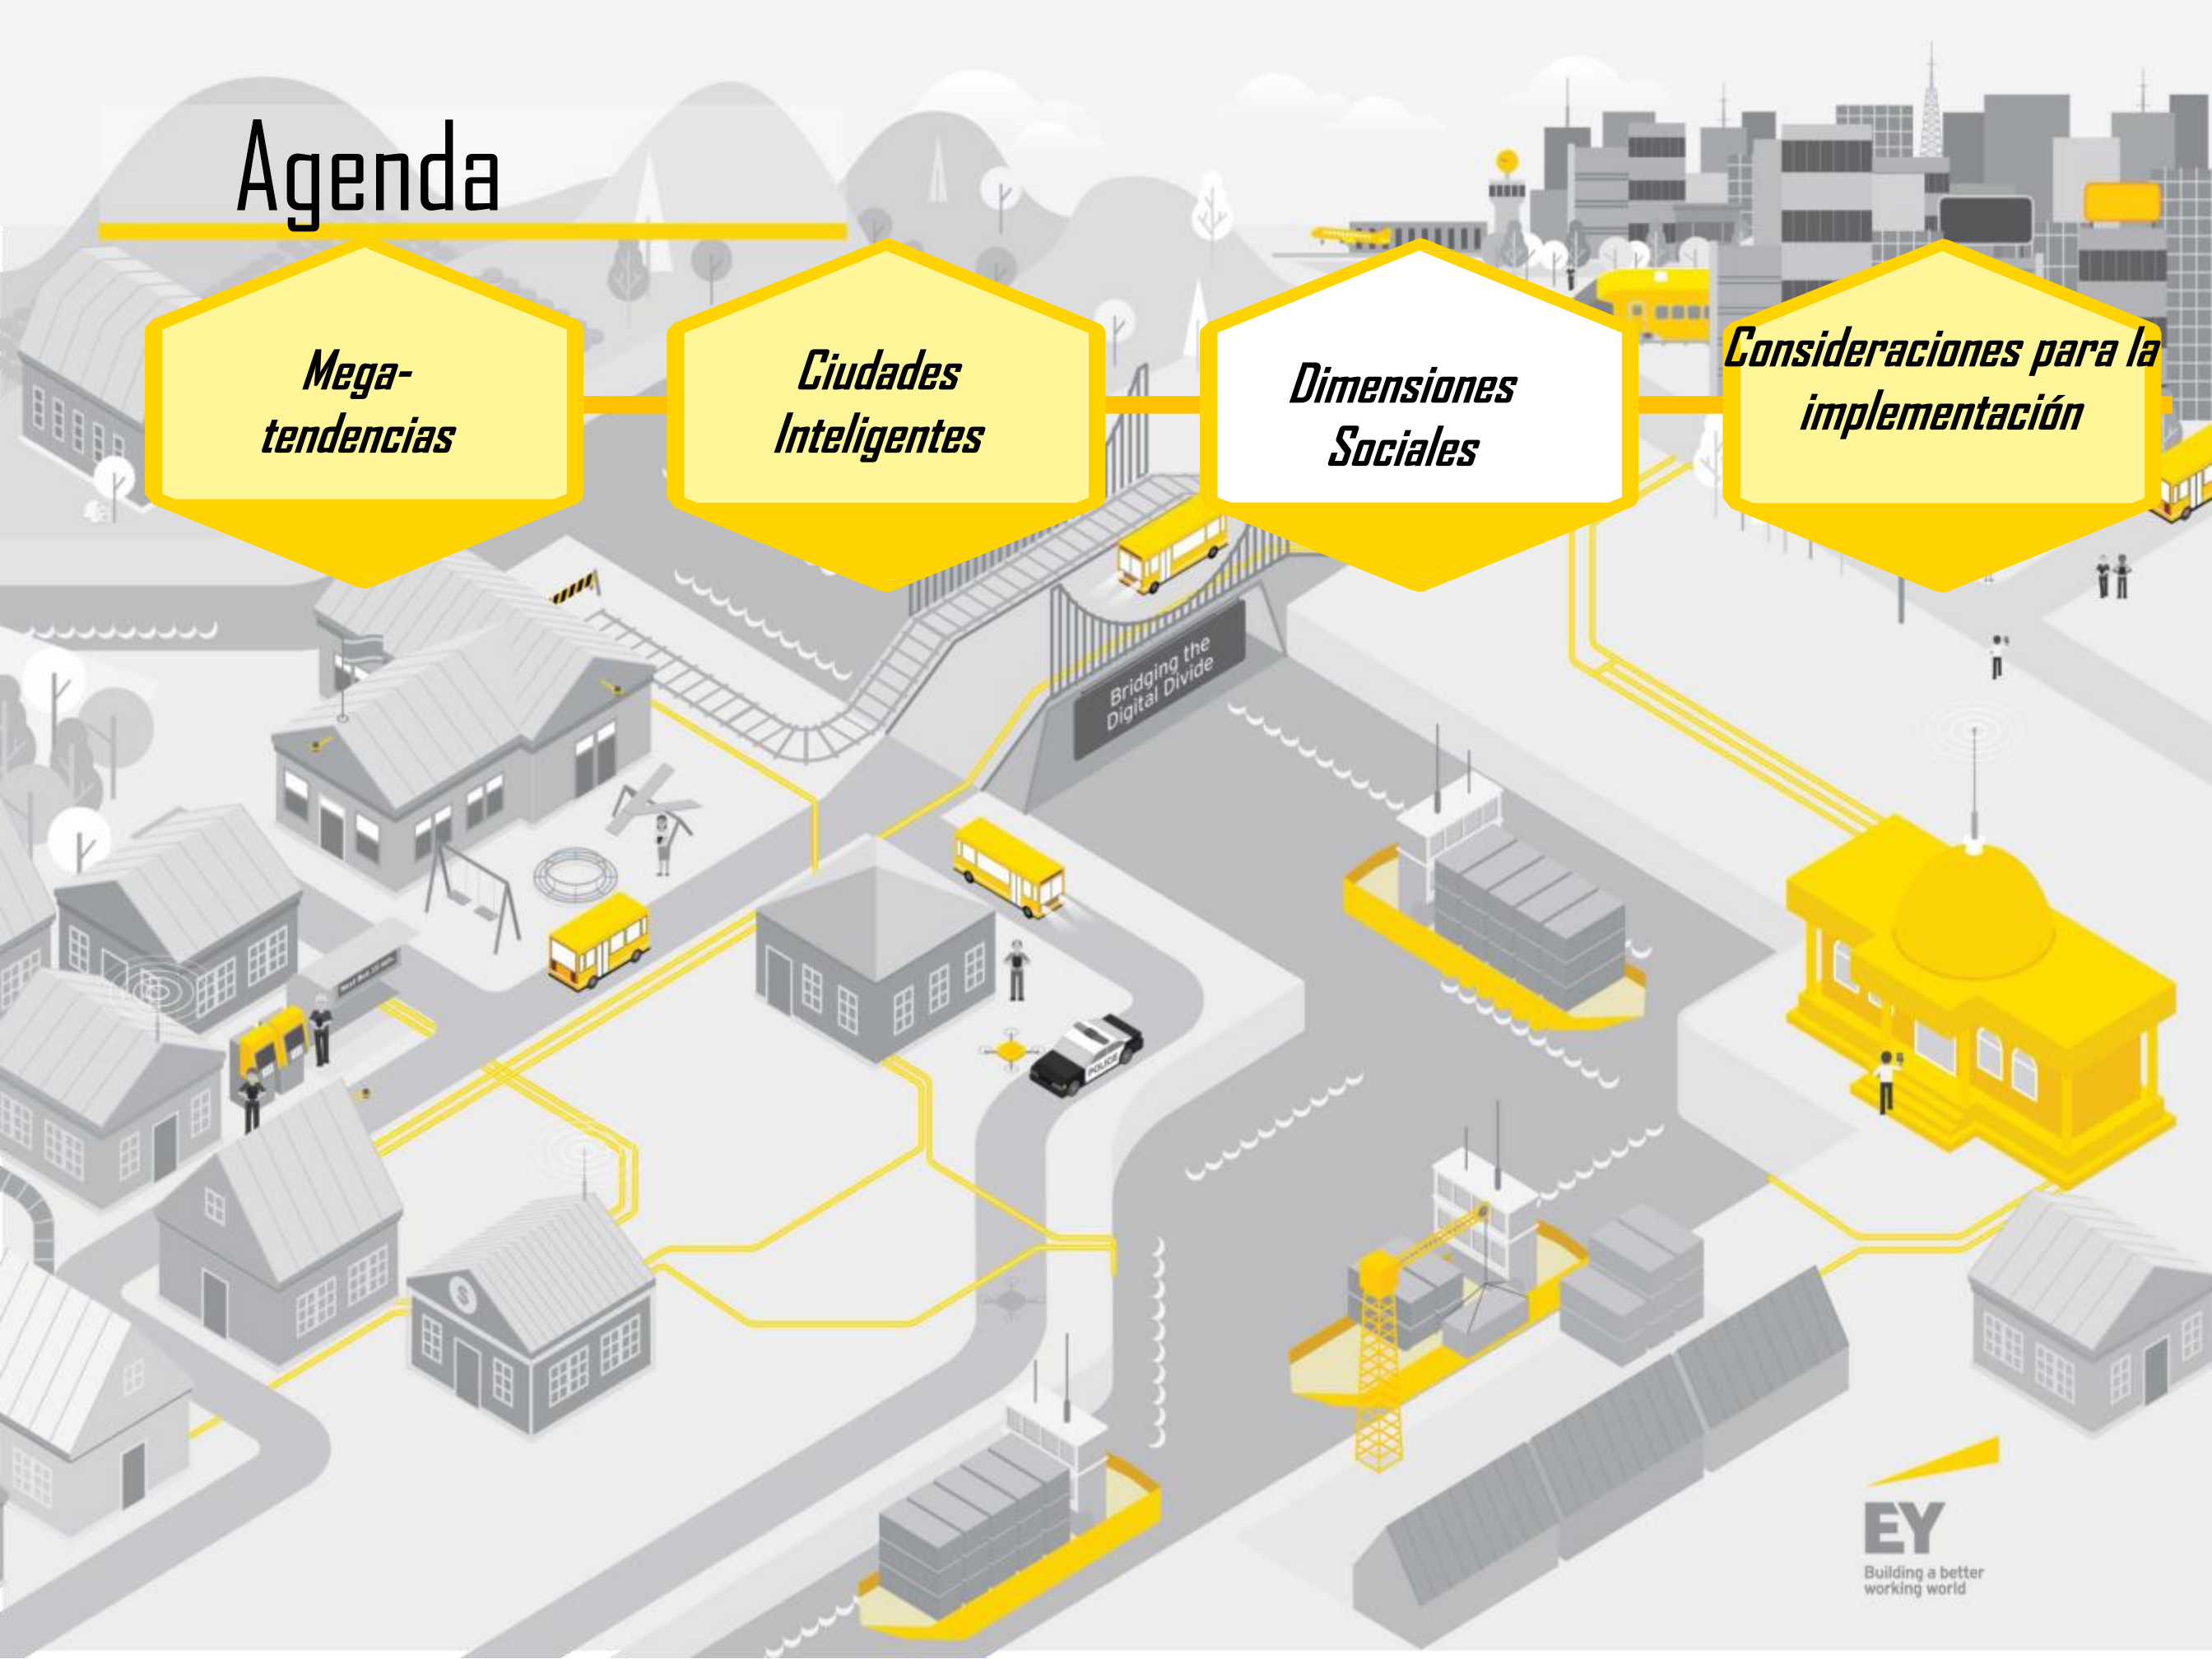 Agenda
Mega-
tendencias
Ciudades
Inteligentes
Dimensiones
Sociales
Consideraciones para la
implementación
Bridging the
Digital Divide
POLICE
$
EY
Building a better
working world